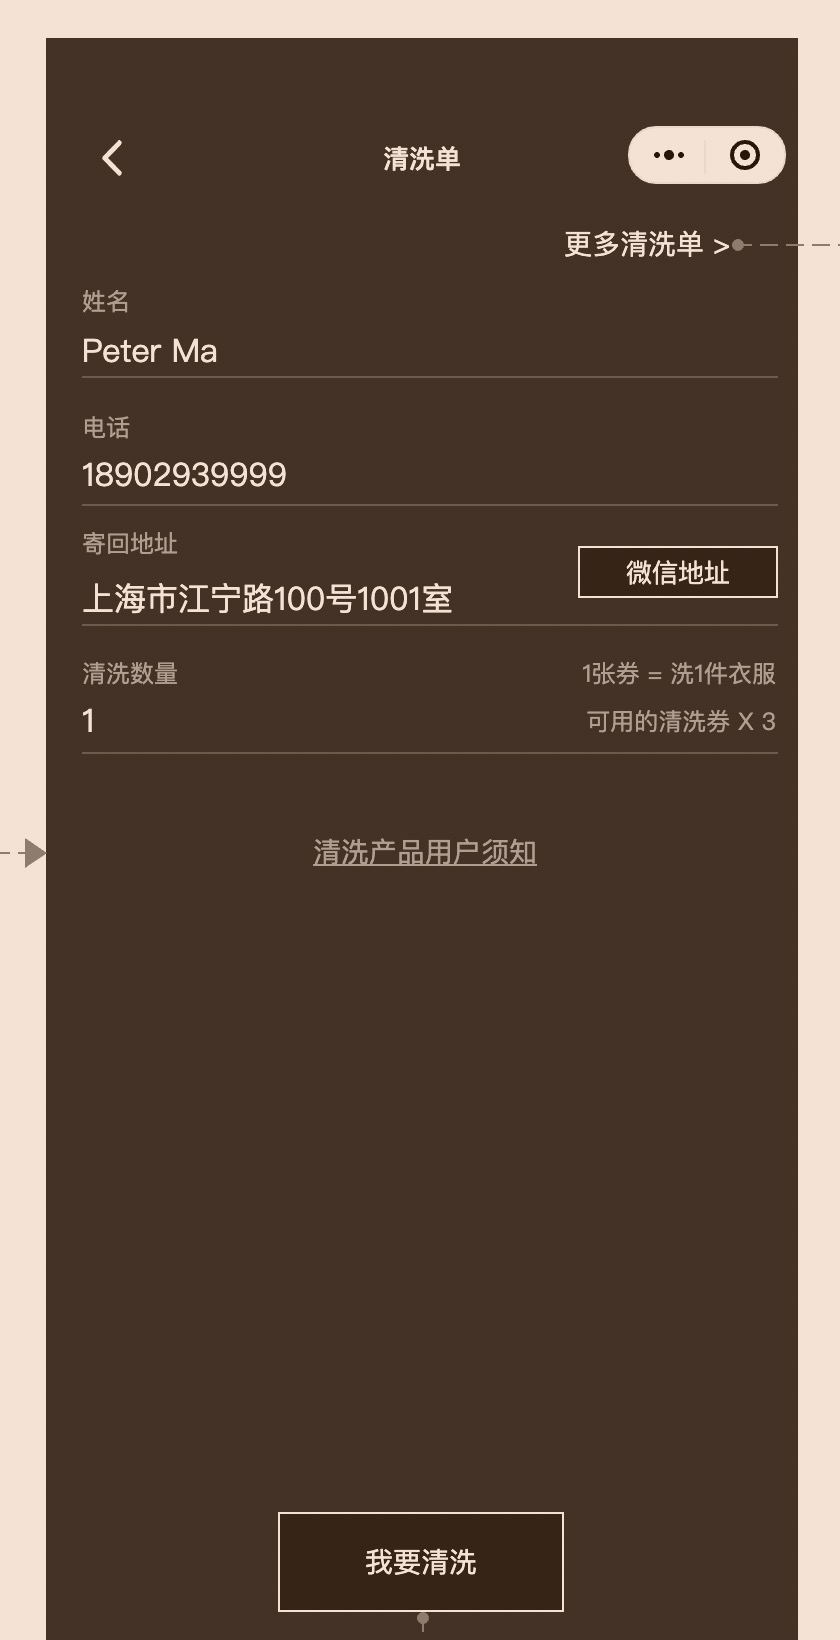 清洗单
更多清洗单 >
姓名
Peter Ma
电话
18902939999
寄回地址
微信地址
上海市江宁路100号1001室
清洗数量
1张券 = 洗1件衣服
1
可用的清洗券 X 3
清洗产品用户须知
我要清洗